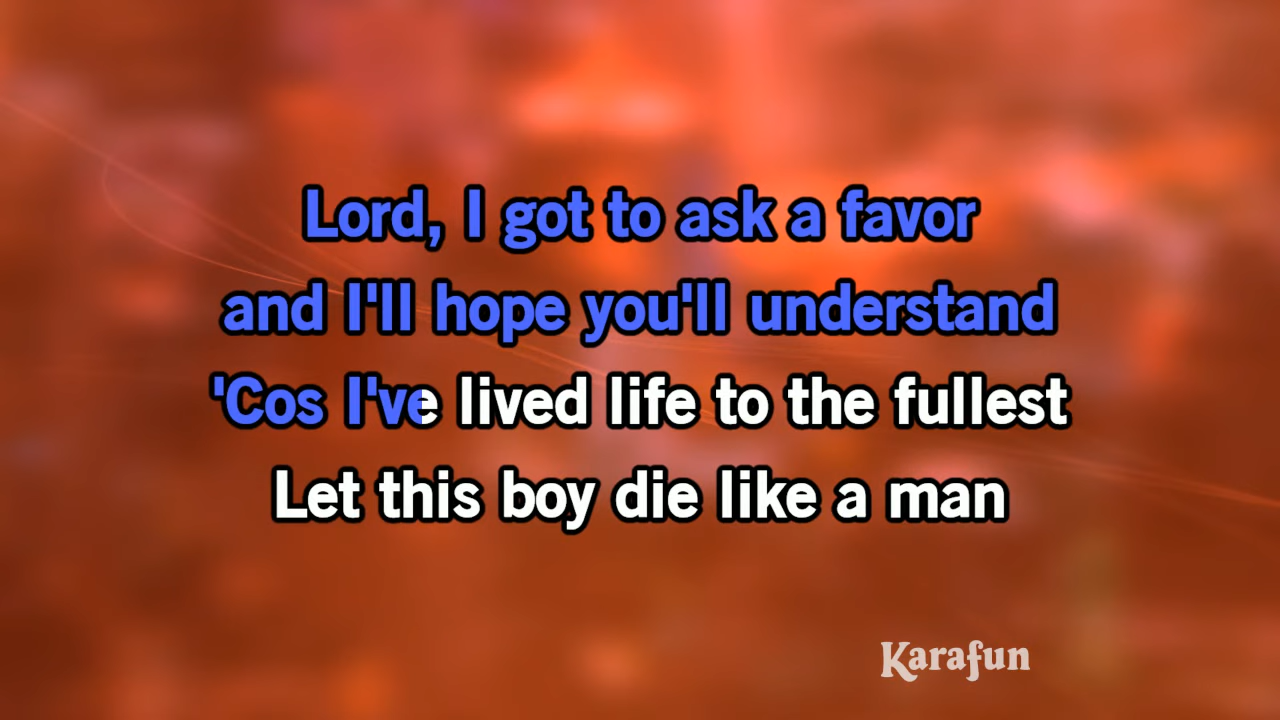 Lord, I got to ask a favor
and I'll hope you'll understand
'Cos I've lived life to the fullest
Let this boy die like a man
Karafun